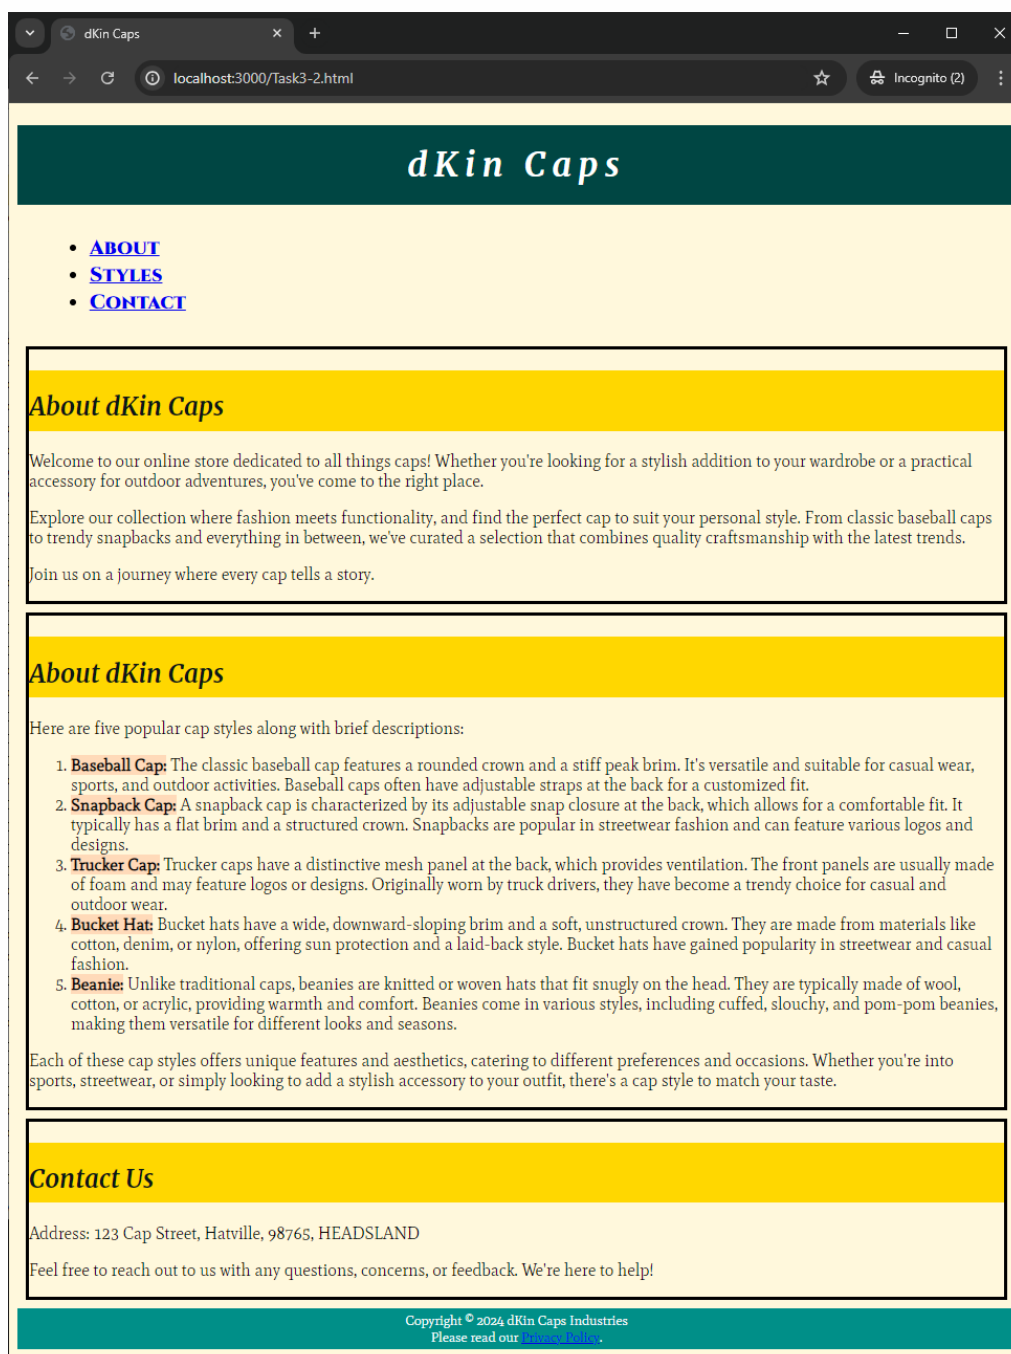 dKin Caps
localhost:3000/Task3-2.html
Incognito (2)
dKin Caps
About
Styles
Contact
About dKin Caps
Welcome to our online store dedicated to all things caps! Whether you're looking for a stylish addition to your wardrobe or a practical
accessory for outdoor adventures, you've come to the right place.
Explore our collection where fashion meets functionality, and find the perfect cap to suit your personal style. From classic baseball caps
to trendy snapbacks and everything in between, we've curated a selection that combines quality craftsmanship with the latest trends.
Join us on a journey where every cap tells a story.
About dKin Caps
Here are five popular cap styles along with brief descriptions:
1. Baseball Cap: The classic baseball cap features a rounded crown and a stiff peak brim. It's versatile and suitable for casual wear,
sports, and outdoor activities. Baseball caps often have adjustable straps at the back for a customized fit.
2. Snapback Cap: A snapback cap is characterized by its adjustable snap closure at the back, which allows for a comfortable fit. It
typically has a flat brim and a structured crown. Snapbacks are popular in streetwear fashion and can feature various logos and
designs.
3. Trucker Cap: Trucker caps have a distinctive mesh panel at the back, which provides ventilation. The front panels are usually made
of foam and may feature logos or designs. Originally worn by truck drivers, they have become a trendy choice for casual and
outdoor wear.
4. Bucket Hat: Bucket hats have a wide, downward-sloping brim and a soft, unstructured crown. They are made from materials like
cotton, denim, or nylon, offering sun protection and a laid-back style. Bucket hats have gained popularity in streetwear and casual
fashion.
5. Beanie: Unlike traditional caps, beanies are knitted or woven hats that fit snugly on the head. They are typically made of wool,
cotton, or acrylic, providing warmth and comfort. Beanies come in various styles, including cuffed, slouchy, and pom-pom beanies,
making them versatile for different looks and seasons.
Each of these cap styles offers unique features and aesthetics, catering to different preferences and occasions. Whether you're into
sports, streetwear, or simply looking to add a stylish accessory to your outfit, there's a cap style to match your taste.
Contact Us
Address: 123 Cap Street, Hatville, 98765, HEADSLAND
Feel free to reach out to us with any questions, concerns, or feedback. We're here to help!
Copyright © 2024 dKin Caps Industries
Please read our Privacy Policy.